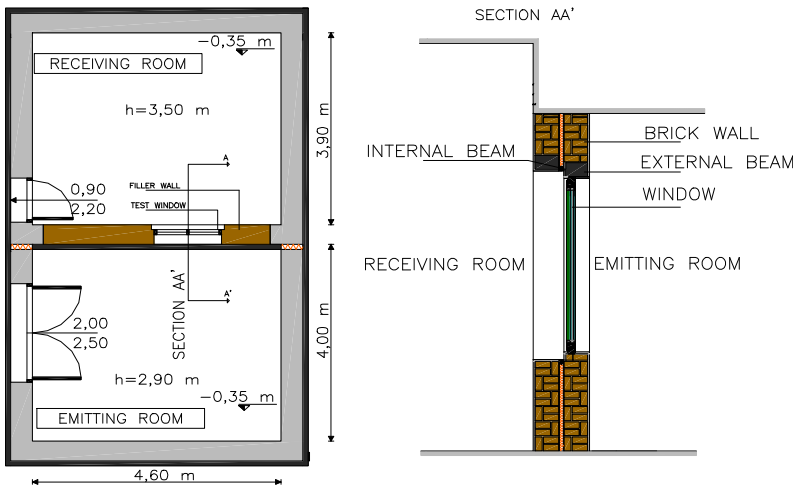 SECTION AA'
-0,35 m
RECEIVING ROOM
h=3,50 m
3,90 m
A
FILLER WALL
TEST WINDOW
0,90
2,20
SECTION AA'
A'
2,00
2,50
4,00 m
h=2,90 m
-0,35 m
EMITTING ROOM
4,60 m
BRICK WALL
INTERNAL BEAM
EXTERNAL BEAM
WINDOW
RECEIVING ROOM
EMITTING ROOM